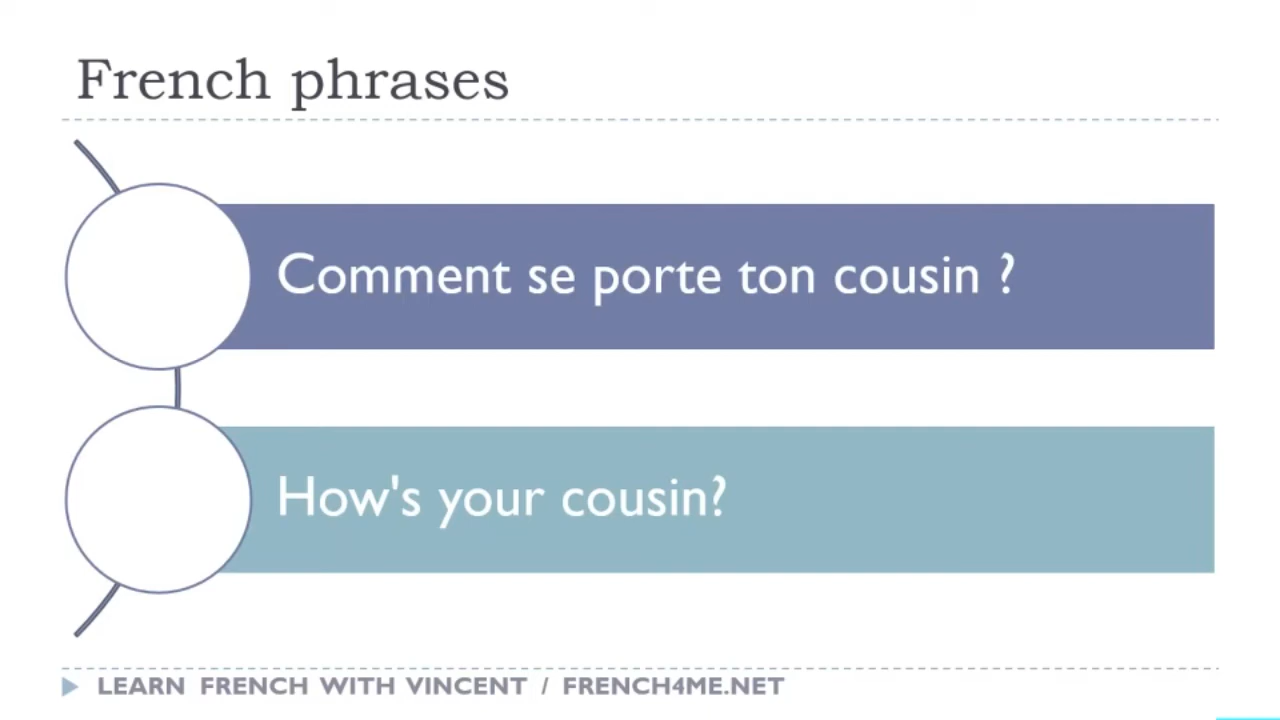 French phrases
Comment se porte ton cousin ?
How's your cousin?
LEARN FRENCH WITH VINCENT / FRENCH4ME.NET